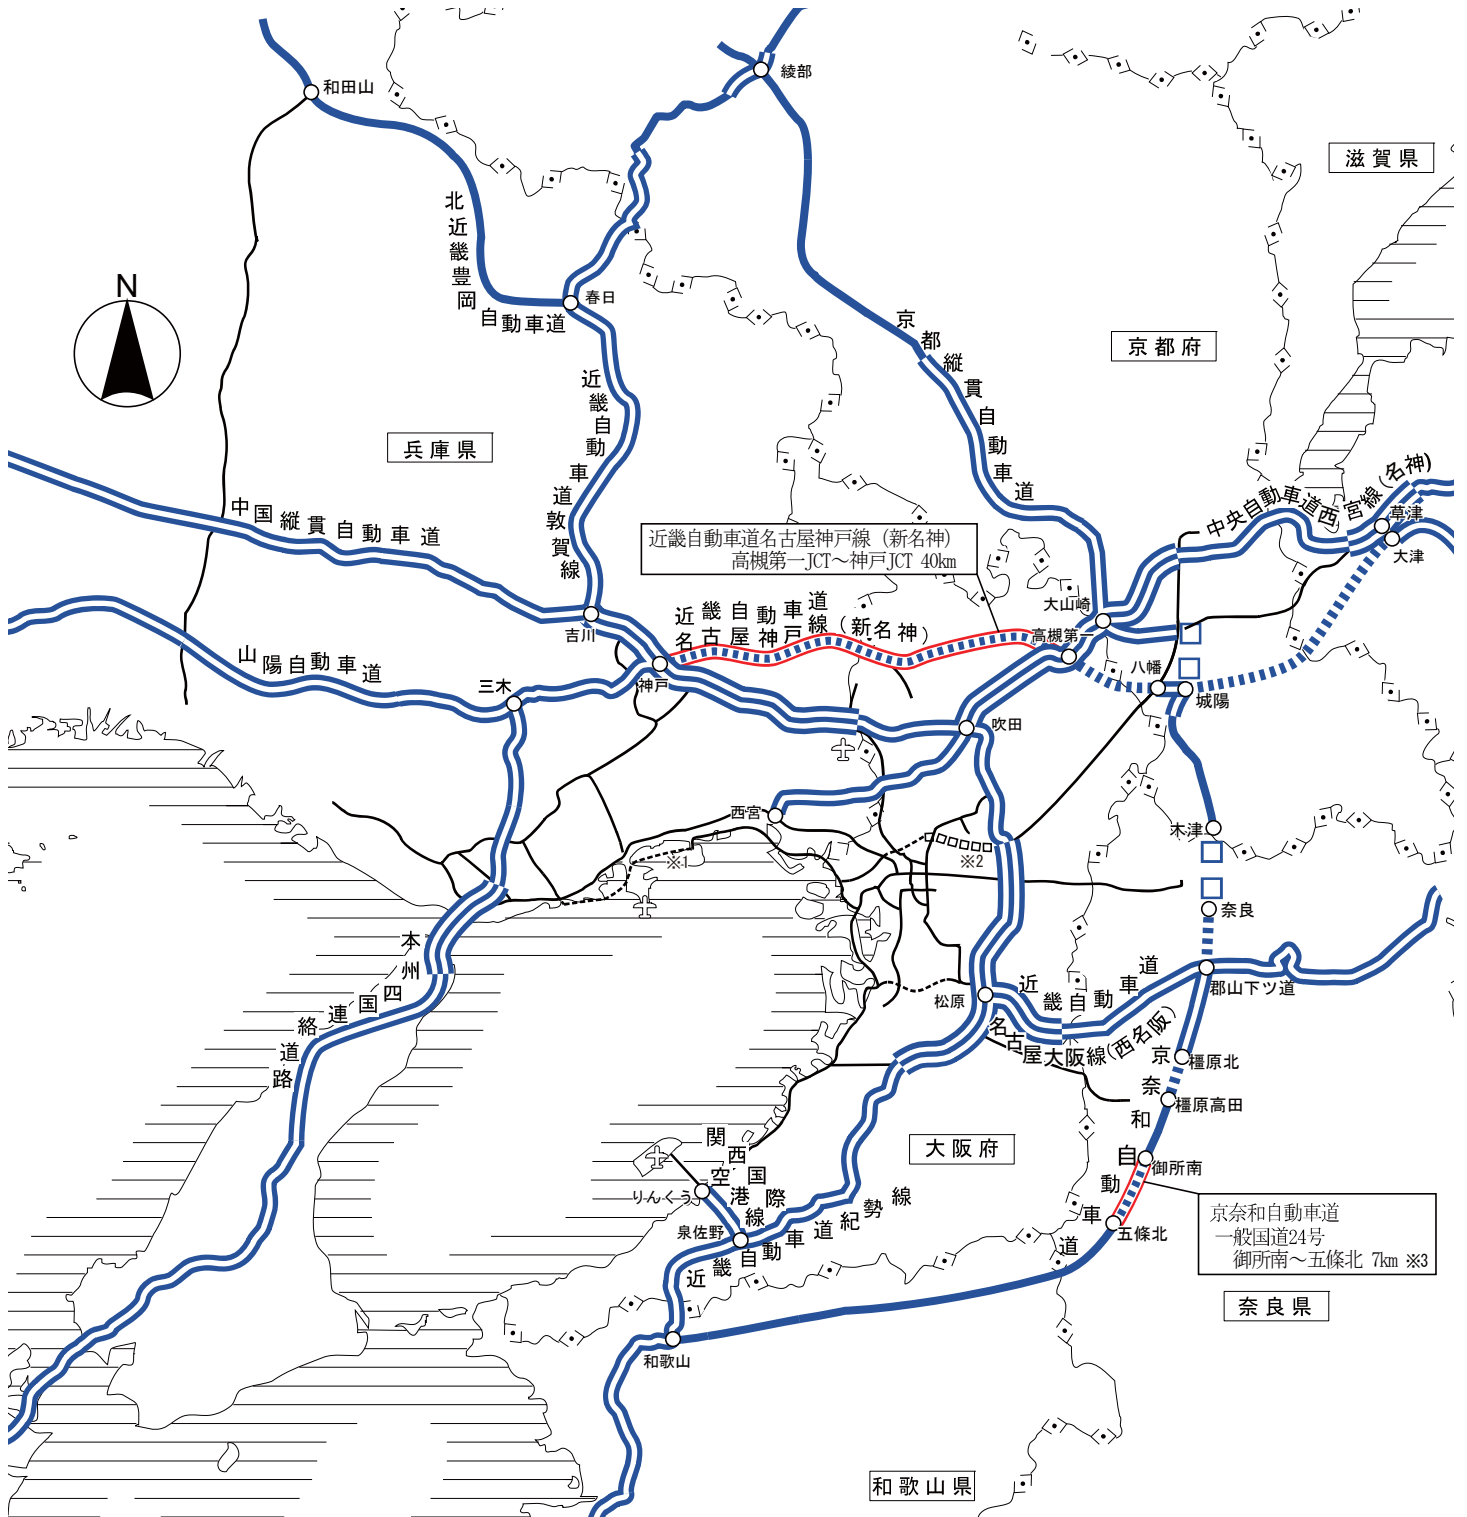 和田山
綾部
滋賀県
北近畿豊岡自動車道
春日
N
京都縦貫自動車道
京都府
近畿自動車道敦賀線
兵庫県
中央自動車道西宮線(名神)
中国縦貫自動車道
草津
大津
近畿自動車道名古屋神戸線（新名神）
高槻第一JCT～神戸JCT 40km
大山崎
近畿自動車道
名古屋神戸線(新名神)
吉川
高槻第一
山陽自動車道
神戸
八幡
三木
城陽
吹田
西宮
木津
※1
※2
奈良
本州四国連絡道路
松原
近畿自動車道
名古屋大阪線(西名阪)
郡山下ツ道
橿原北
京奈和自動車道
橿原高田
関西国際空港線
大阪府
御所南
りんくう
泉佐野
近畿自動車道紀勢線
五條北
京奈和自動車道
一般国道24号
御所南～五條北 7km ※3
奈良県
和歌山
和歌山県